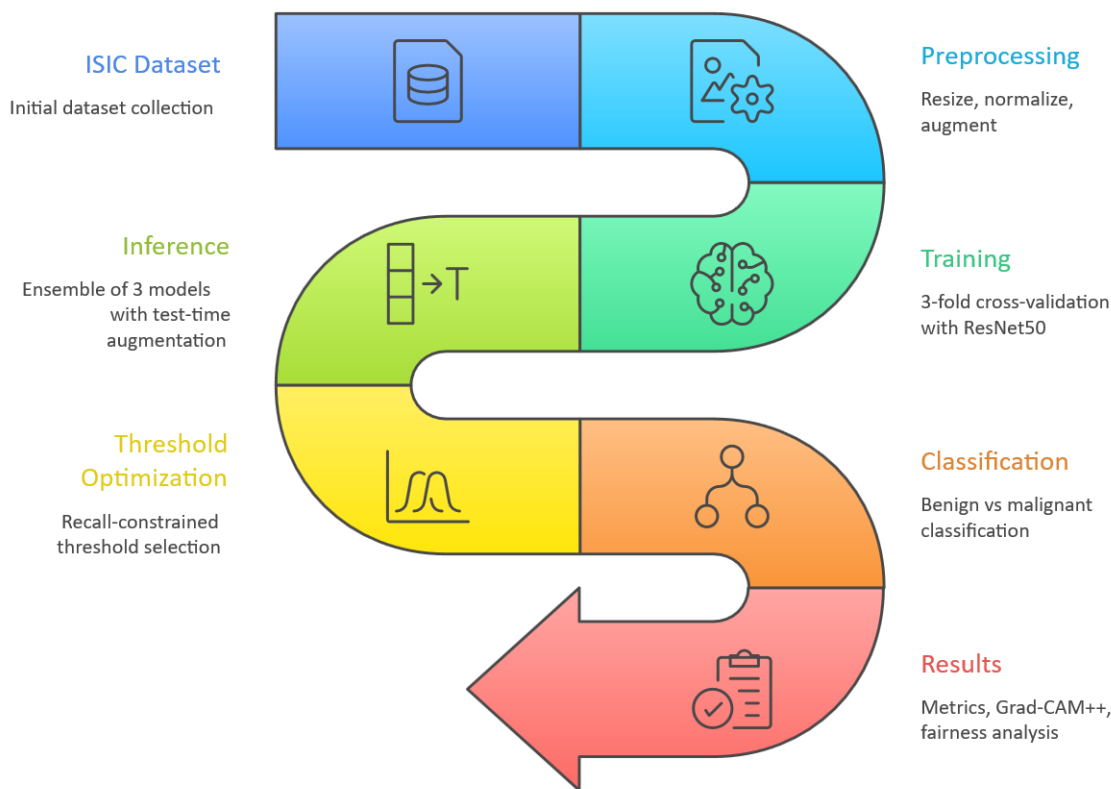 ISIC Dataset
Initial dataset collection
Preprocessing
Resize, normalize,
augment
Training
3-fold cross-validation
with ResNet50
Inference
Ensemble of 3 models
with test-time
augmentation
T
Threshold
Optimization
Recall-constrained
threshold selection
Classification
Benign vs malignant
classification
Results
Metrics, Grad-CAM++,
fairness analysis